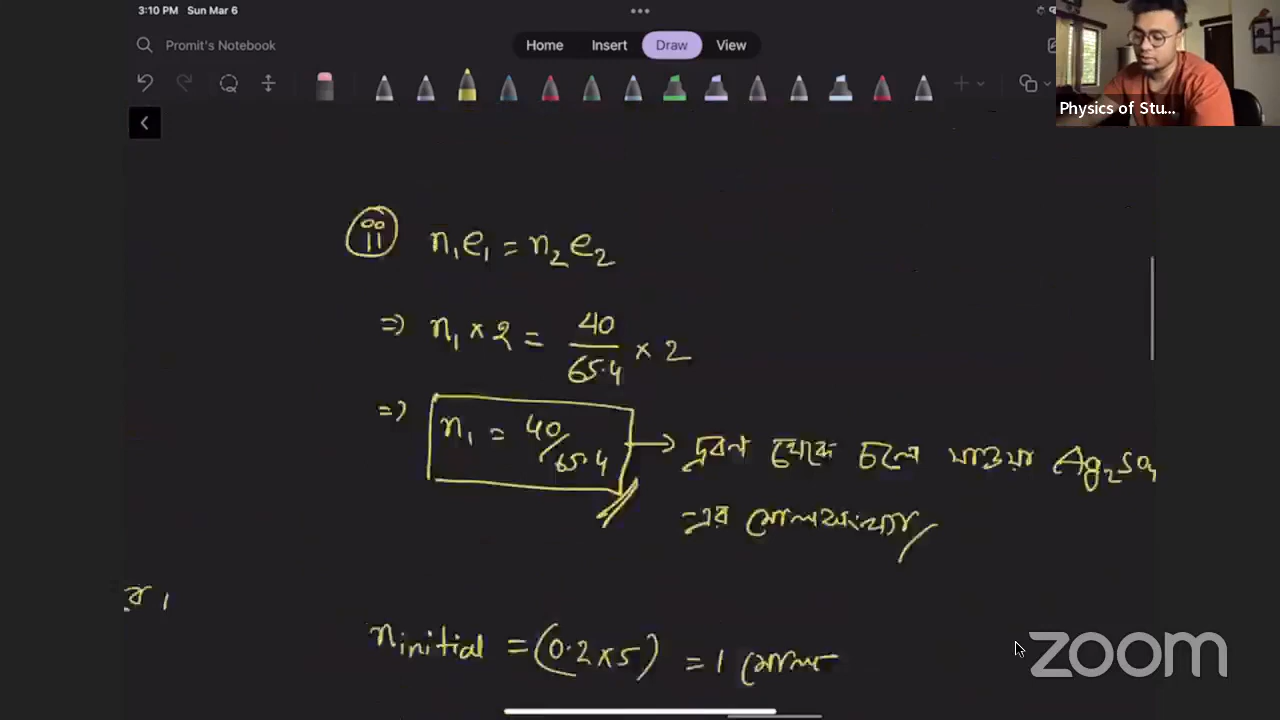 3:10 PM Sun Mar 6
Promit's Notebook
Home Insert Draw View
Physics of Stu...
ii n₁e₁ = n₂e₂
=> n₁ × 2 = 40/65.4 × 2
=> n₁ = 40/65.4 → দ্রবণ থেকে চলে যাওয়া Ag₂SO₄
এর মোলসংখ্যা
র।
n initial = (0.2×5) = 1 মোল
zoom